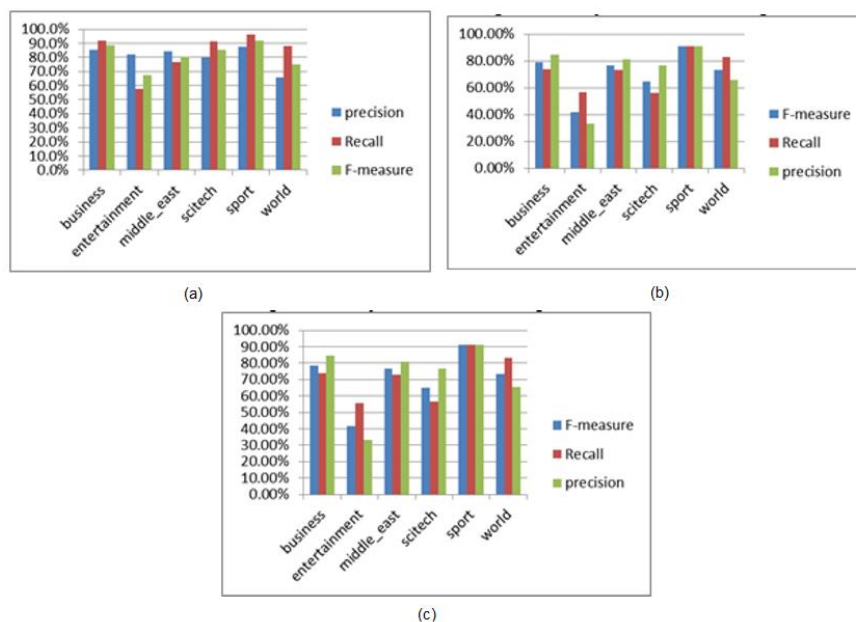 100.0%
90.0%
80.0%
70.0%
60.0%
50.0%
40.0%
30.0%
20.0%
10.0%
0.0%
business
entertainment
middle_east
scitech
sport
world
precision
Recall
F-measure
(a)
100.00%
80.00%
60.00%
40.00%
20.00%
0.00%
business
entertainment
middle_east
scitech
sport
world
F-measure
Recall
precision
(b)
100.00%
90.00%
80.00%
70.00%
60.00%
50.00%
40.00%
30.00%
20.00%
10.00%
0.00%
business
entertainment
middle_east
scitech
sport
world
F-measure
Recall
precision
(c)